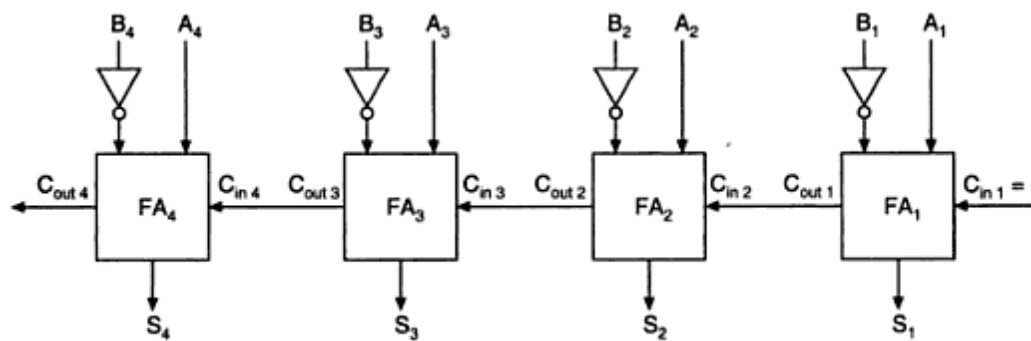 B4 A4 B3 A3 B2 A2 B1 A1
Cout 4 FA4 Cin 4 Cout 3 FA3 Cin 3 Cout 2 FA2 Cin 2 Cout 1 FA1 Cin 1 =
S4 S3 S2 S1